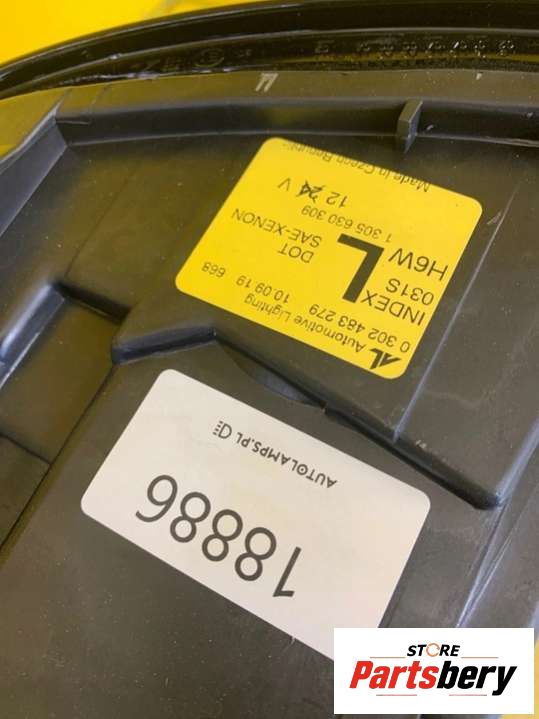 AL Automotive Lighting
0 302 483 279 10.09.19 668
INDEX L DOT
031S SAE-XENON
H6W
1 305 630 309
12 24 V
Made in Czech Republic
AUTOLAMPS.PL
18886
STORE
Partsbery